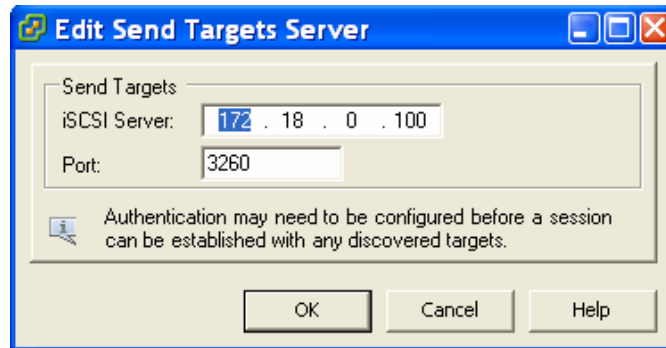 Edit Send Targets Server
Send Targets
iSCSI Server: 172 . 18 . 0 . 100
Port: 3260
Authentication may need to be configured before a session
can be established with any discovered targets.
OK Cancel Help